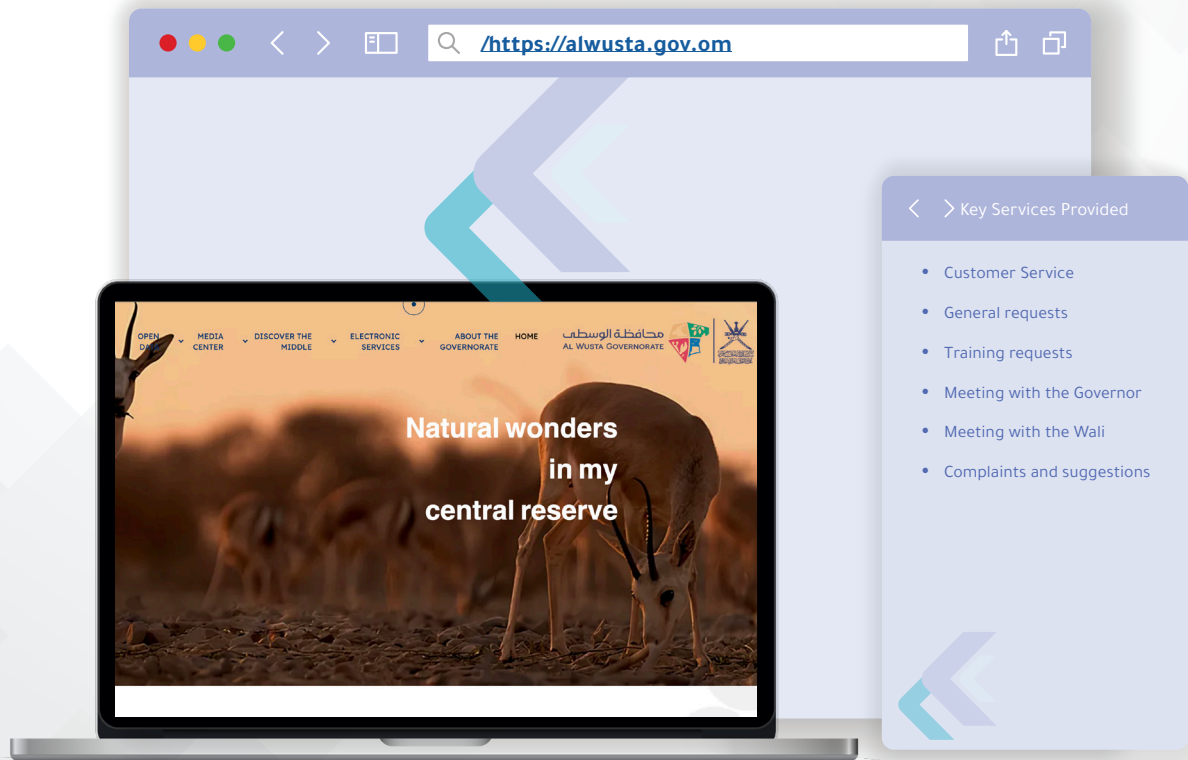 /https://alwusta.gov.om
Key Services Provided
• Customer Service
• General requests
• Training requests
• Meeting with the Governor
• Meeting with the Wali
• Complaints and suggestions
OPEN
MEDIA
CENTER
DISCOVER THE
MIDDLE
ELECTRONIC
SERVICES
ABOUT THE
GOVERNORATE
HOME
محافظة الوسطى
AL WUSTA GOVERNORATE
Natural wonders
in my
central reserve